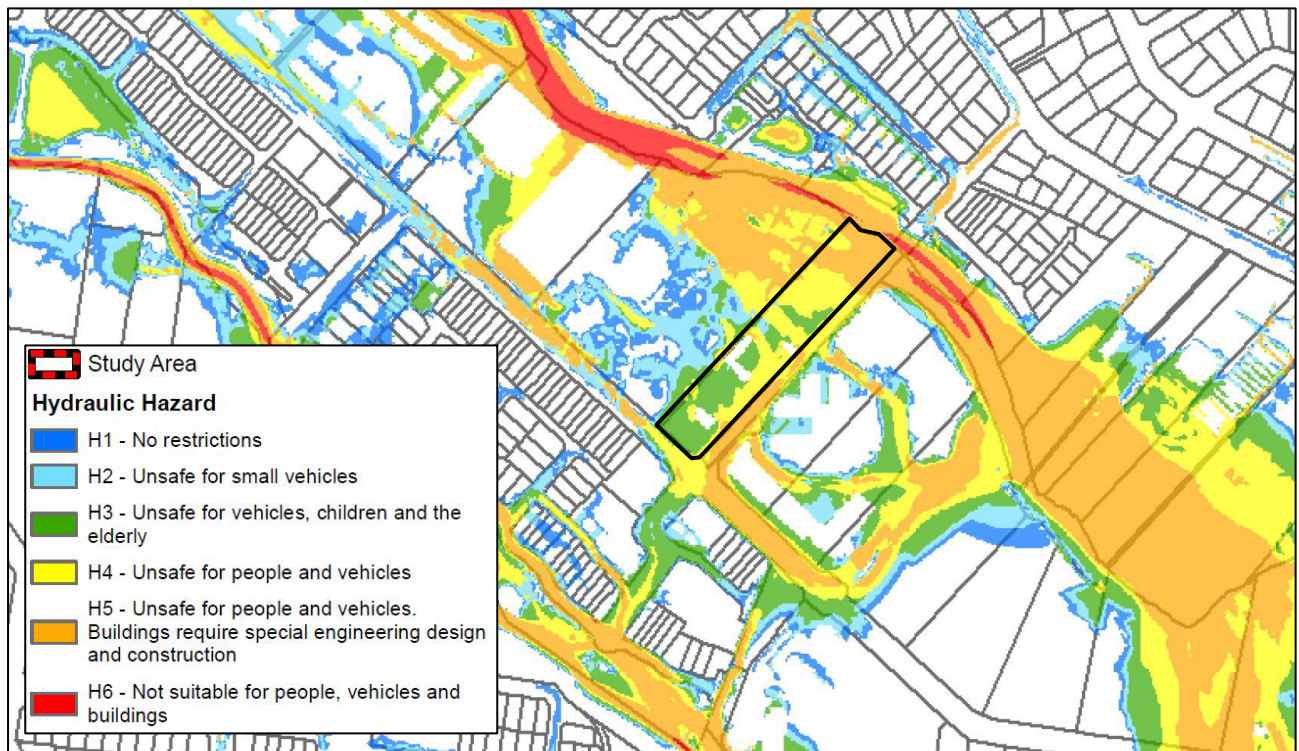 Study Area
Hydraulic Hazard
H1 - No restrictions
H2 - Unsafe for small vehicles
H3 - Unsafe for vehicles, children and the
elderly
H4 - Unsafe for people and vehicles
H5 - Unsafe for people and vehicles.
Buildings require special engineering design
and construction
H6 - Not suitable for people, vehicles and
buildings